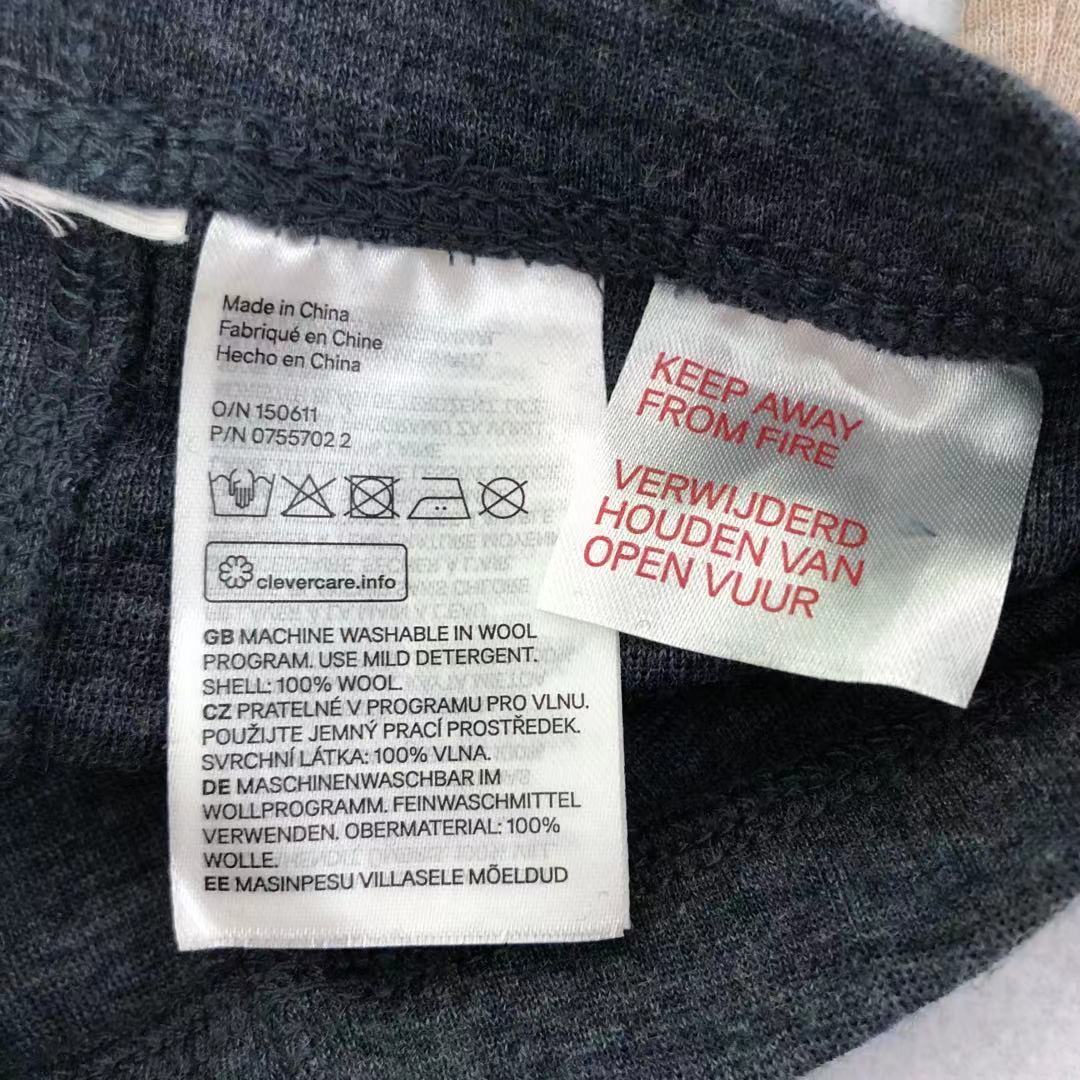 Made in China
Fabriqué en Chine
Hecho en China
O/N 150611
P/N 0755702 2
clevercare.info
GB MACHINE WASHABLE IN WOOL
PROGRAM. USE MILD DETERGENT.
SHELL: 100% WOOL.
CZ PRATELNÉ V PROGRAMU PRO VLNU.
POUŽIJTE JEMNÝ PRACÍ PROSTŘEDEK.
SVRCHNÍ LÁTKA: 100% VLNA.
DE MASCHINENWASCHBAR IM
WOLLPROGRAMM. FEINWASCHMITTEL
VERWENDEN. OBERMATERIAL: 100%
WOLLE.
EE MASINPESU VILLASELE MÕELDUD
KEEP AWAY
FROM FIRE
VERWIJDERD
HOUDEN VAN
OPEN VUUR